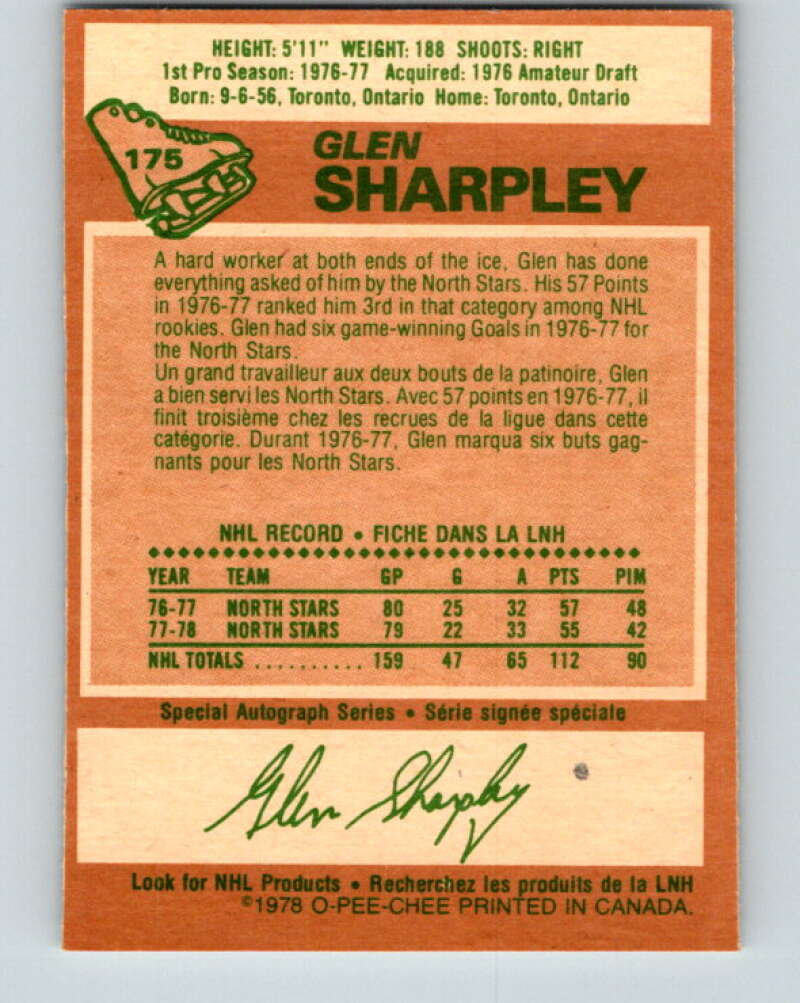 HEIGHT: 5'11" WEIGHT: 188 SHOOTS: RIGHT
1st Pro Season: 1976-77 Acquired: 1976 Amateur Draft
Born: 9-6-56, Toronto, Ontario Home: Toronto, Ontario
175
GLEN
SHARPLEY
A hard worker at both ends of the ice, Glen has done
everything asked of him by the North Stars. His 57 Points
in 1976-77 ranked him 3rd in that category among NHL
rookies. Glen had six game-winning Goals in 1976-77 for
the North Stars.
Un grand travailleur aux deux bouts de la patinoire, Glen
a bien servi les North Stars. Avec 57 points en 1976-77, il
finit troisième chez les recrues de la ligue dans cette
catégorie. Durant 1976-77, Glen marqua six buts gag-
nants pour les North Stars.
NHL RECORD • FICHE DANS LA LNH
YEAR TEAM GP G A PTS PIM
76-77 NORTH STARS 80 25 32 57 48
77-78 NORTH STARS 79 22 33 55 42
NHL TOTALS .......... 159 47 65 112 90
Special Autograph Series • Série signée spéciale
Glen Sharpley
Look for NHL Products • Recherchez les produits de la LNH
©1978 O-PEE-CHEE PRINTED IN CANADA.